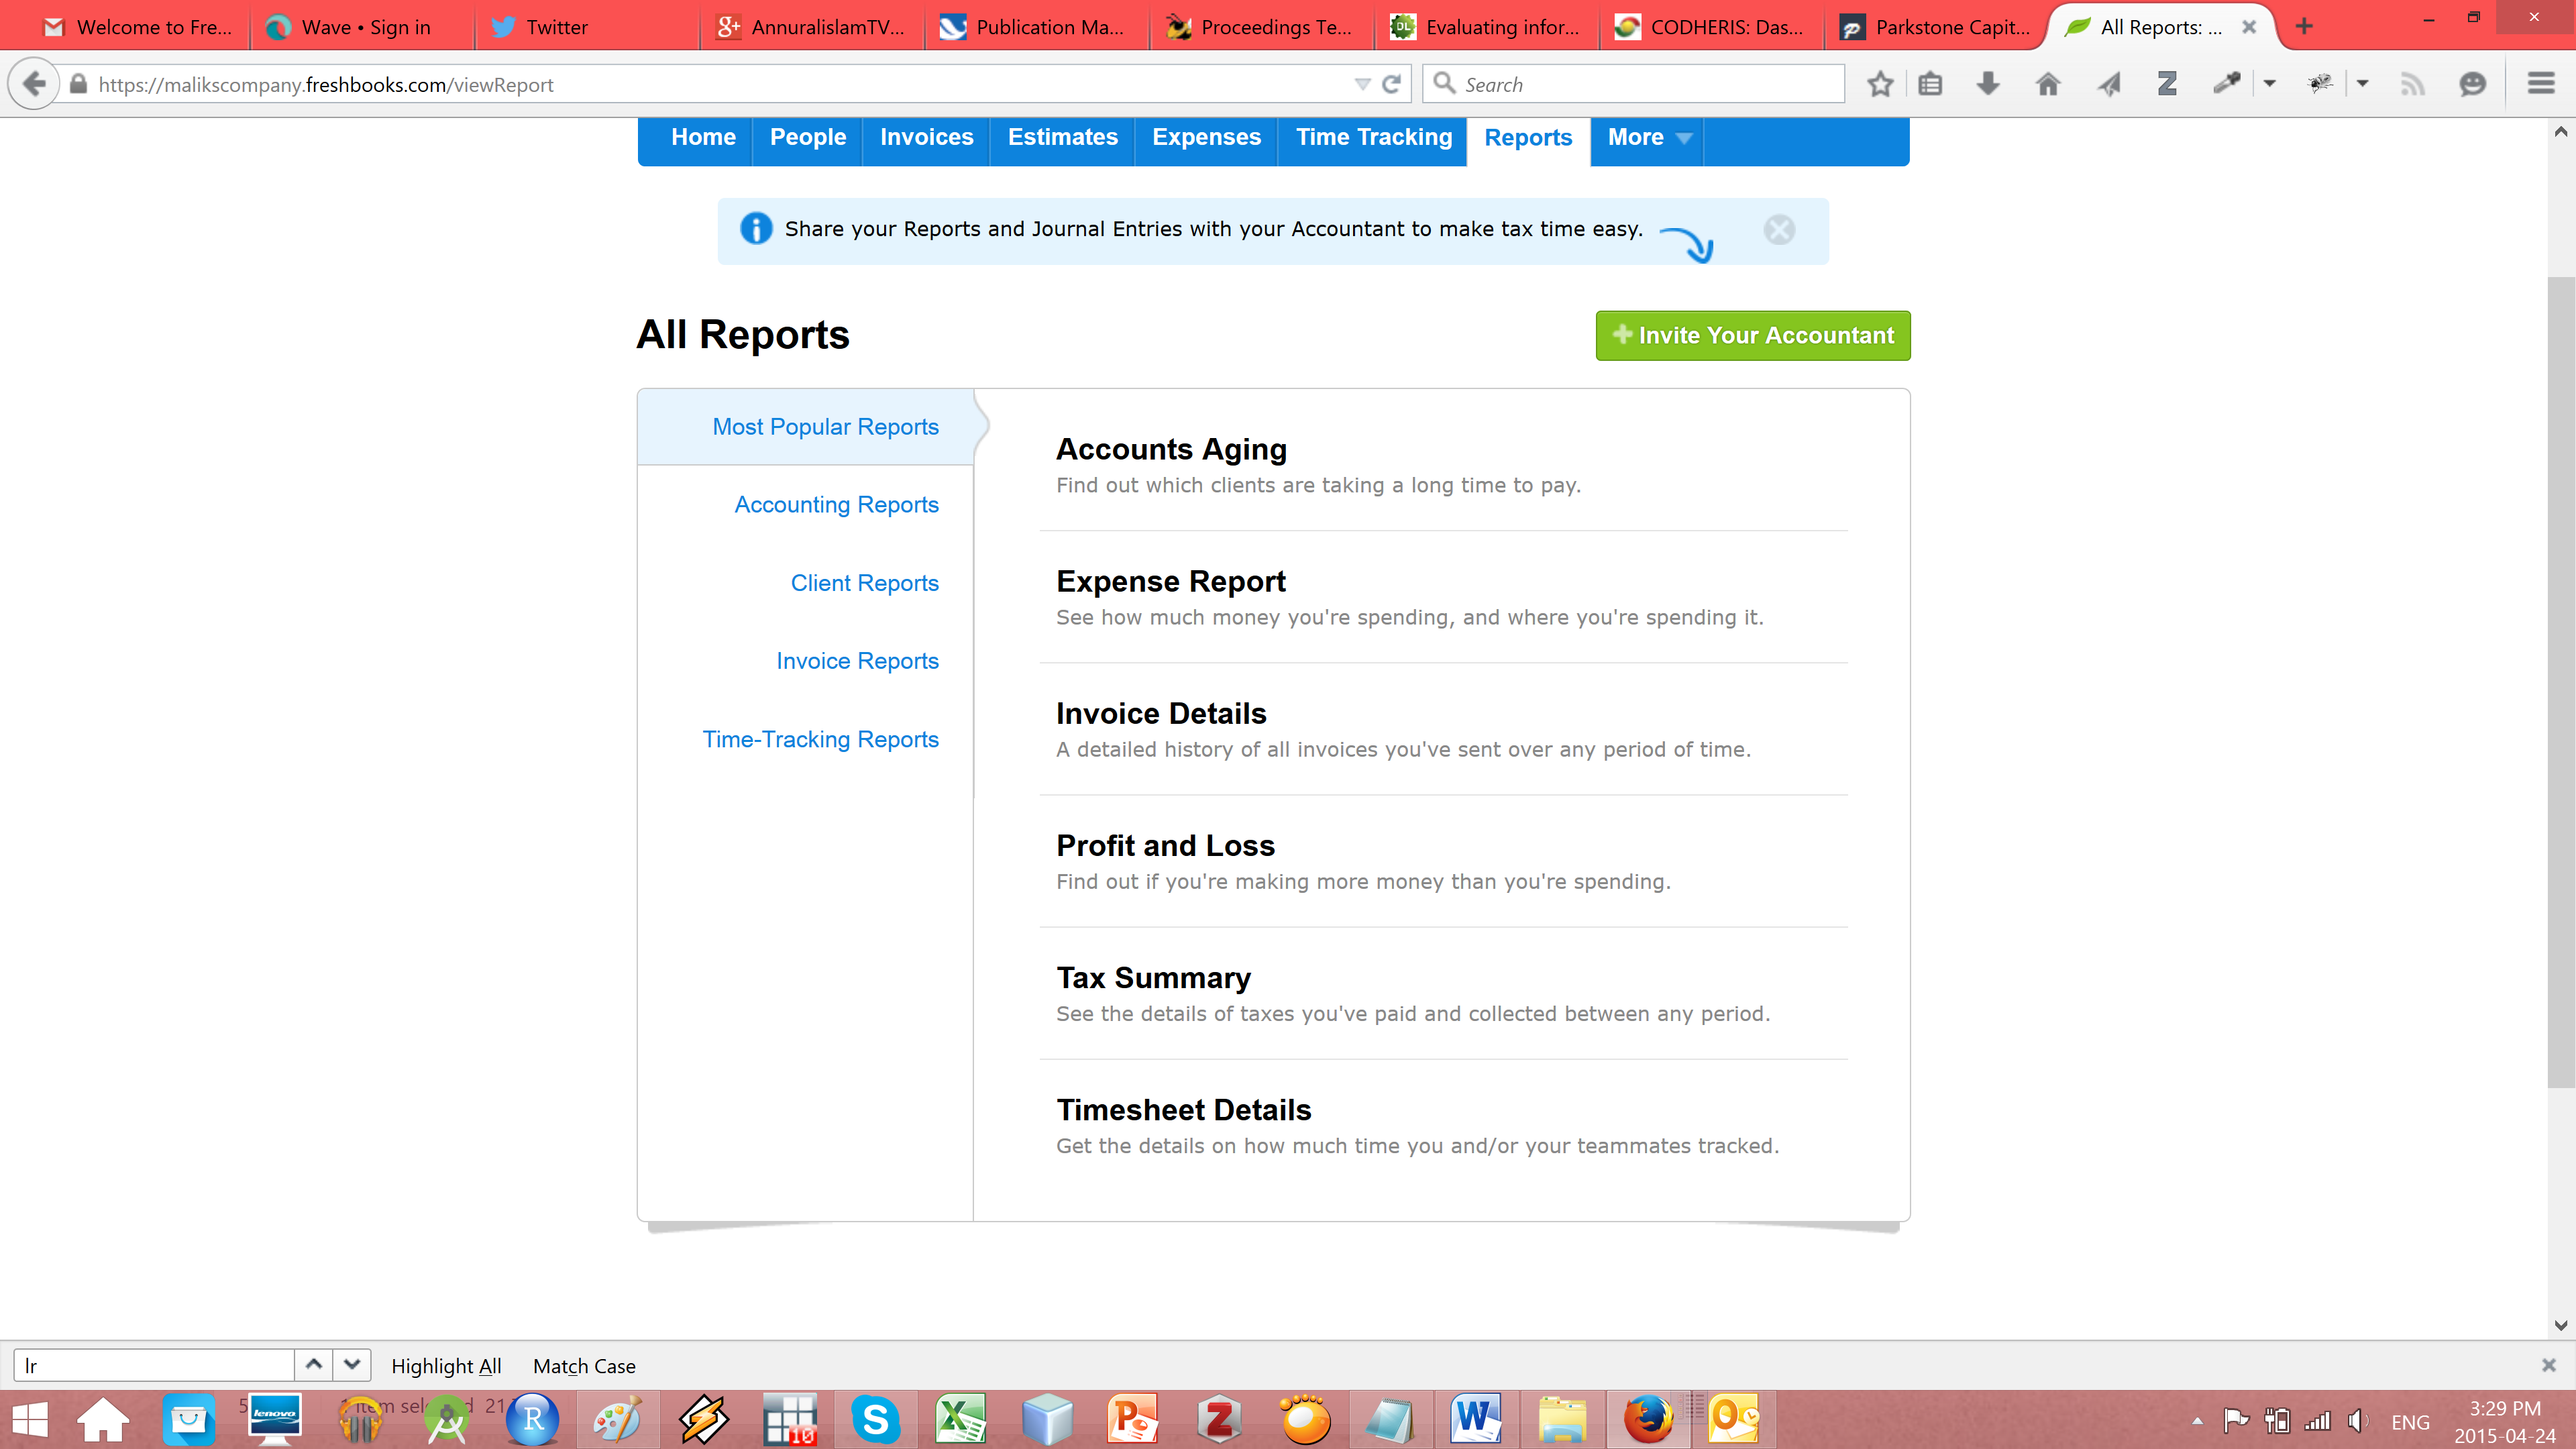 Welcome to Fre...
Wave • Sign in
Twitter
AnnuralislamTV...
Publication Ma...
Proceedings Te...
Evaluating infor...
CODHERIS: Das...
Parkstone Capit...
All Reports: ...
https://malikscompany.freshbooks.com/viewReport
Search
Home People Invoices Estimates Expenses Time Tracking Reports More
Share your Reports and Journal Entries with your Accountant to make tax time easy.
All Reports
Invite Your Accountant
Most Popular Reports
Accounting Reports
Client Reports
Invoice Reports
Time-Tracking Reports
Accounts Aging
Find out which clients are taking a long time to pay.
Expense Report
See how much money you're spending, and where you're spending it.
Invoice Details
A detailed history of all invoices you've sent over any period of time.
Profit and Loss
Find out if you're making more money than you're spending.
Tax Summary
See the details of taxes you've paid and collected between any period.
Timesheet Details
Get the details on how much time you and/or your teammates tracked.
lr
Highlight All Match Case
lenovo
10
ENG
3:29 PM
2015-04-24